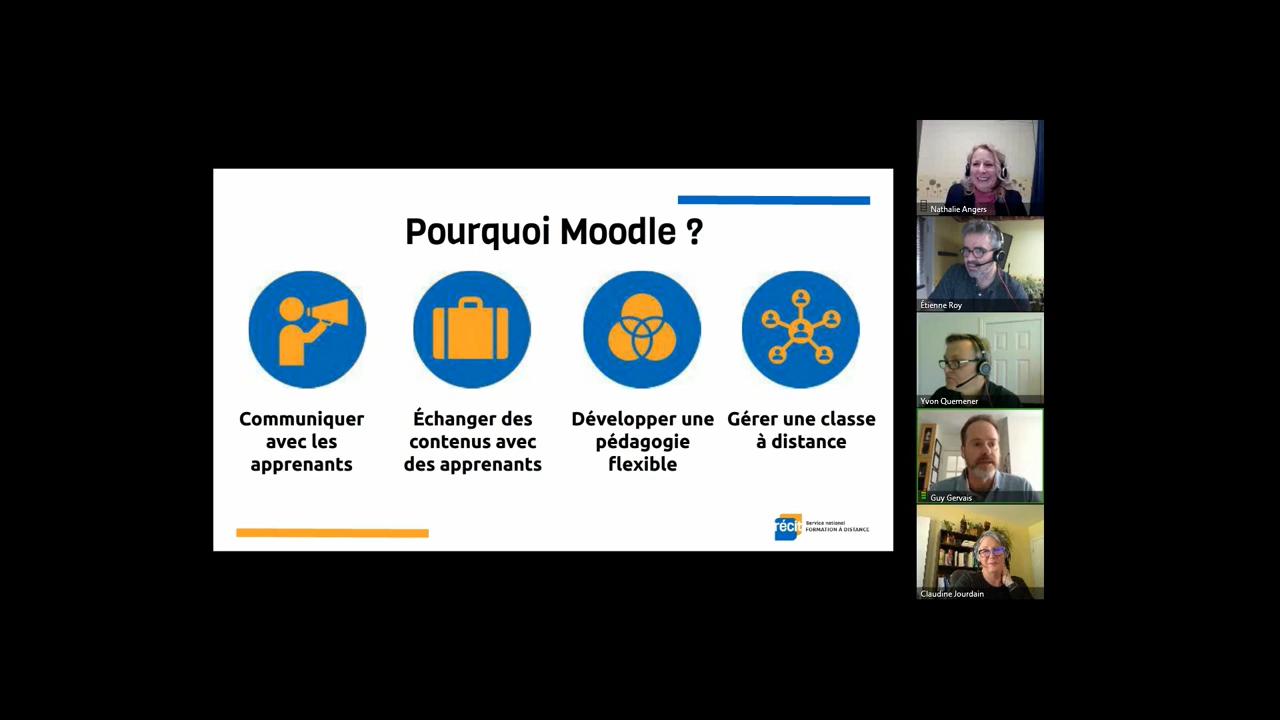 Pourquoi Moodle ?
Communiquer
avec les
apprenants
Échanger des
contenus avec
des apprenants
Développer une
pédagogie
flexible
Gérer une classe
à distance
récit
Service national
FORMATION À DISTANCE
Nathalie Angers
Étienne Roy
Yvon Quemener
Guy Gervais
Claudine Jourdain